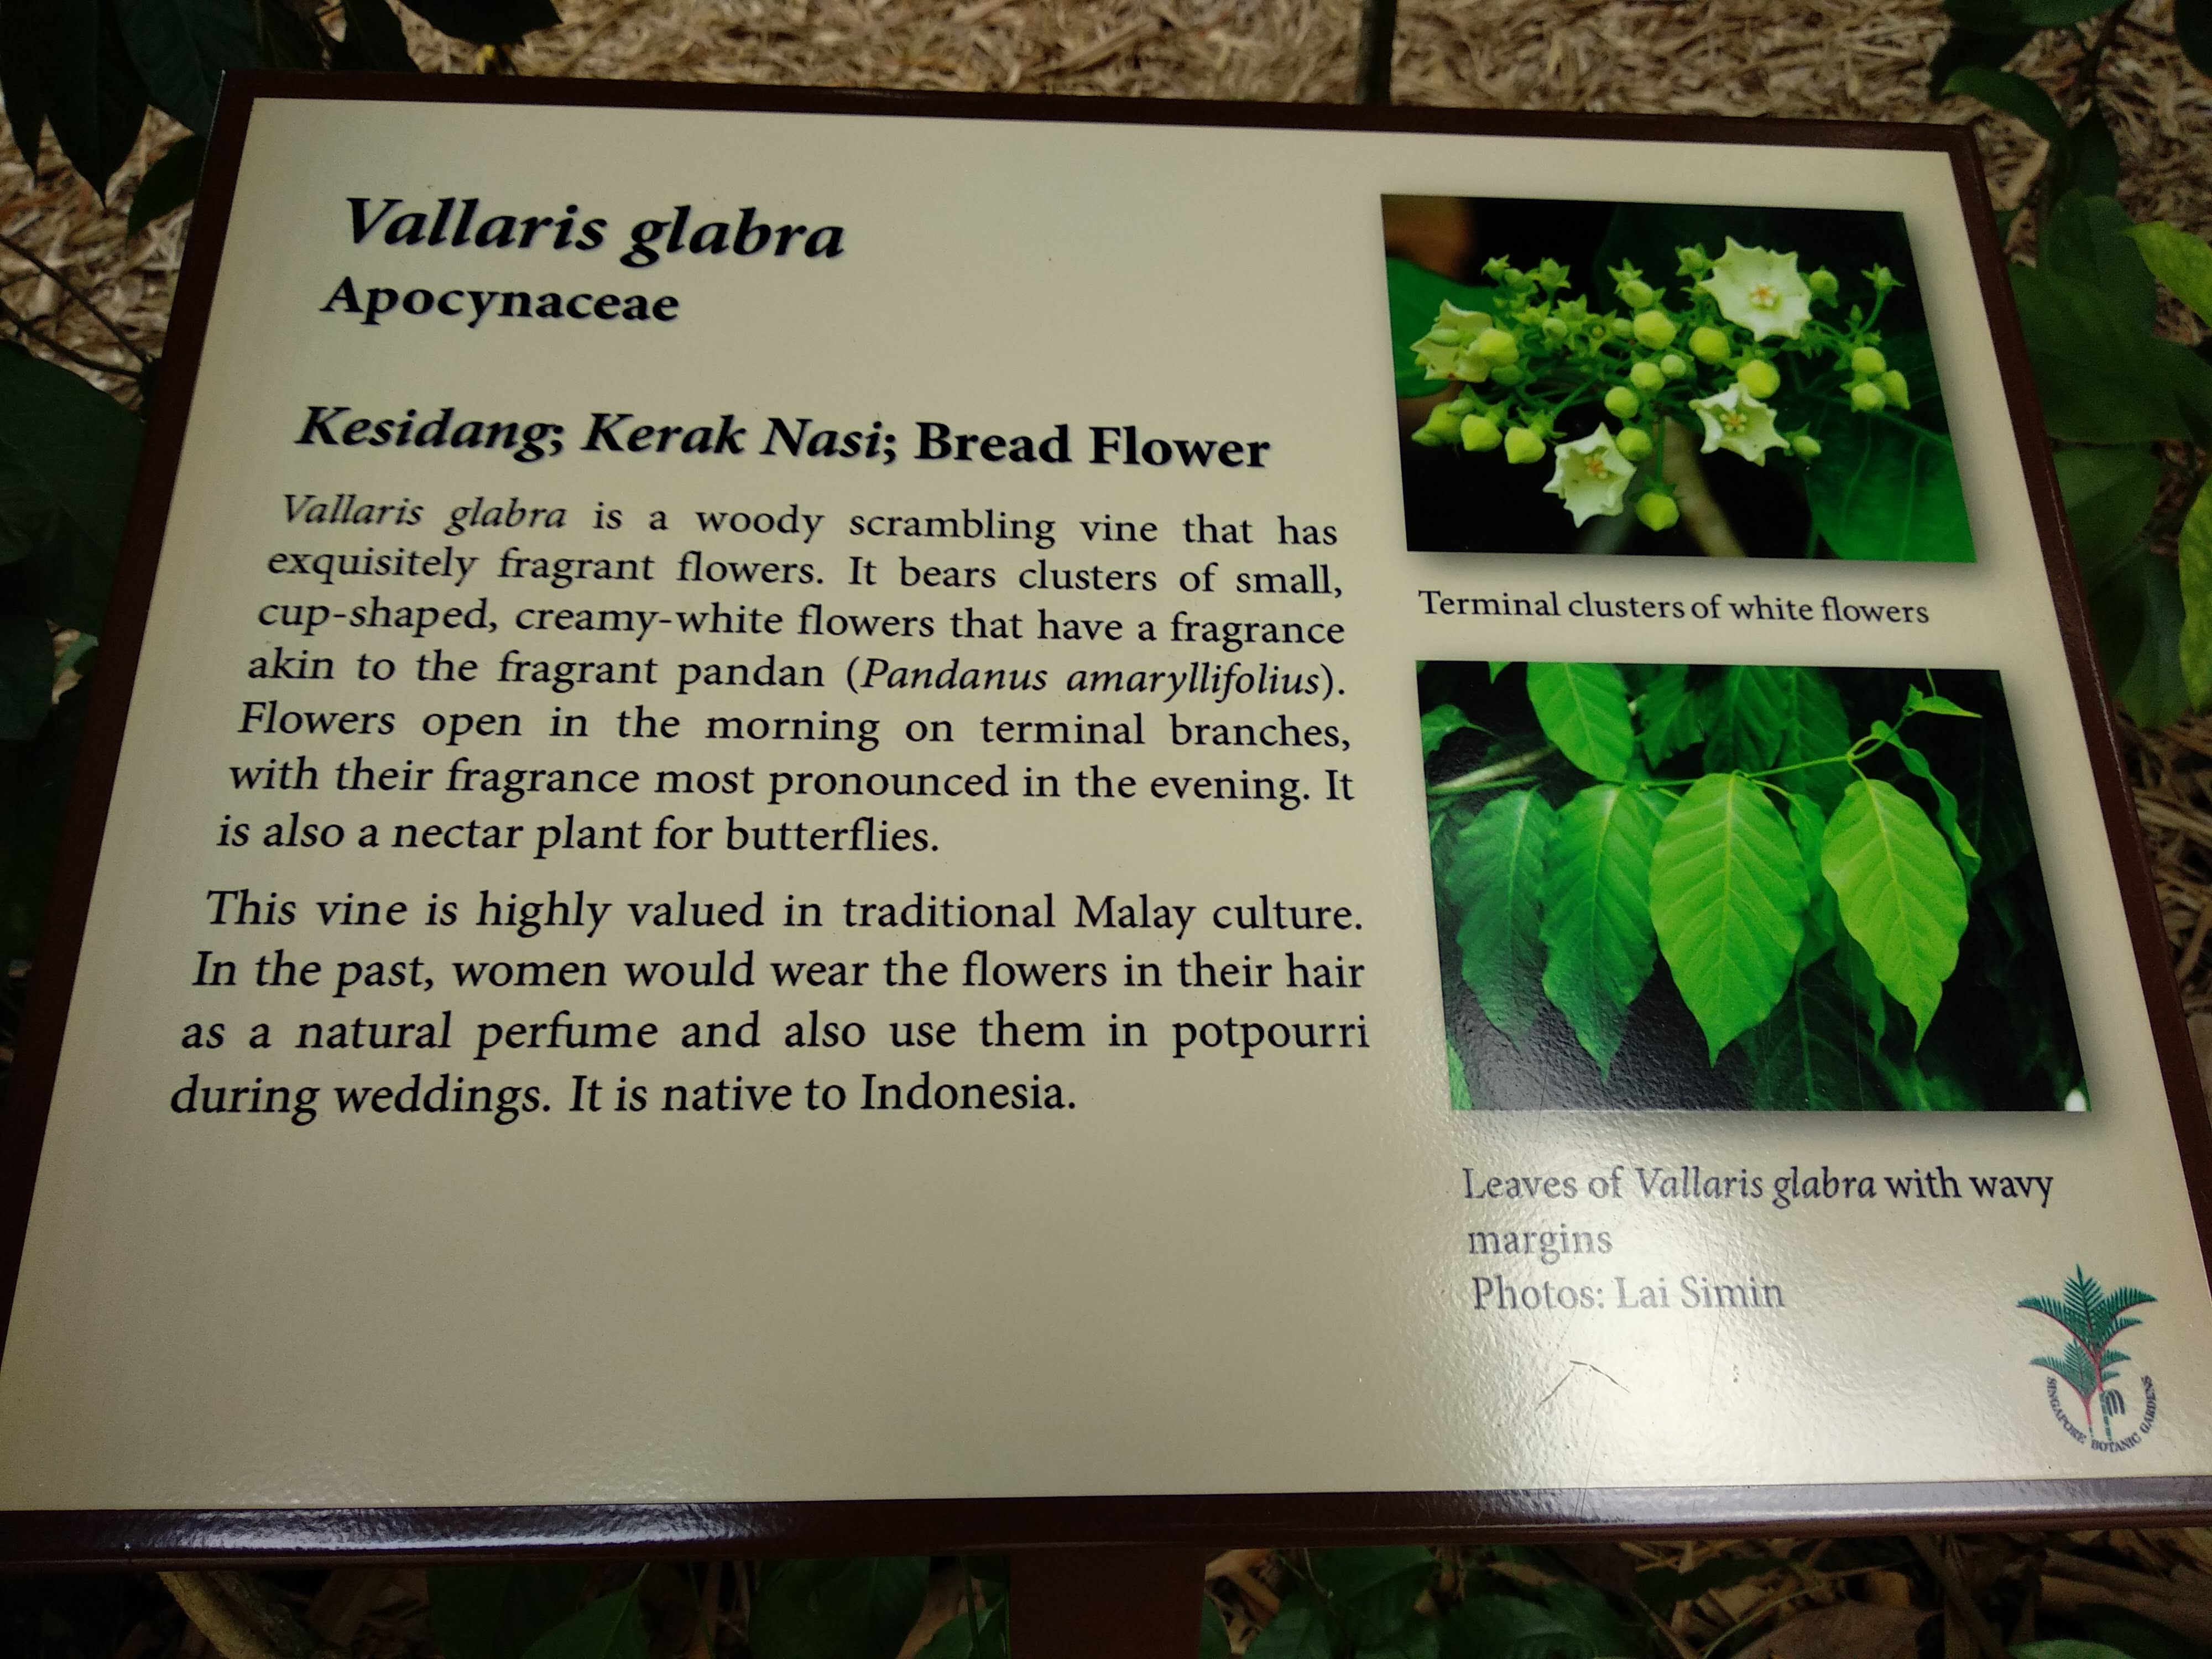 Vallaris glabra
Apocynaceae
Kesidang; Kerak Nasi; Bread Flower
Vallaris glabra is a woody scrambling vine that has
exquisitely fragrant flowers. It bears clusters of small,
cup-shaped, creamy-white flowers that have a fragrance
akin to the fragrant pandan (Pandanus amaryllifolius).
Flowers open in the morning on terminal branches,
with their fragrance most pronounced in the evening. It
is also a nectar plant for butterflies.
This vine is highly valued in traditional Malay culture.
In the past, women would wear the flowers in their hair
as a natural perfume and also use them in potpourri
during weddings. It is native to Indonesia.
Terminal clusters of white flowers
Leaves of Vallaris glabra with wavy
margins
Photos: Lai Simin
SINGAPORE BOTANIC GARDENS